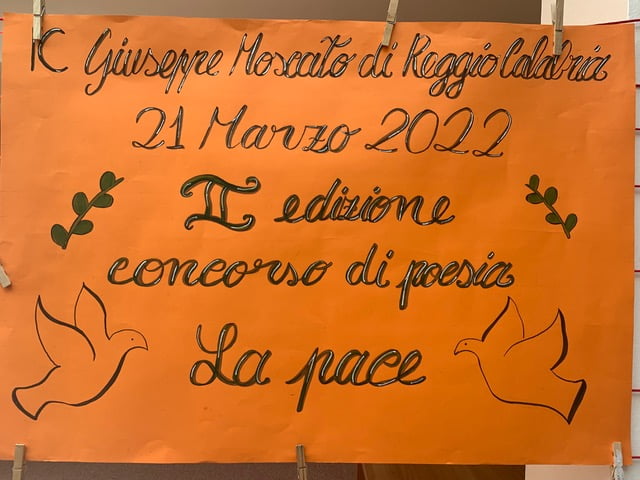 IC Giuseppe Moscato di Reggio Calabria
21 Marzo 2022
II edizione
concorso di poesia
La pace